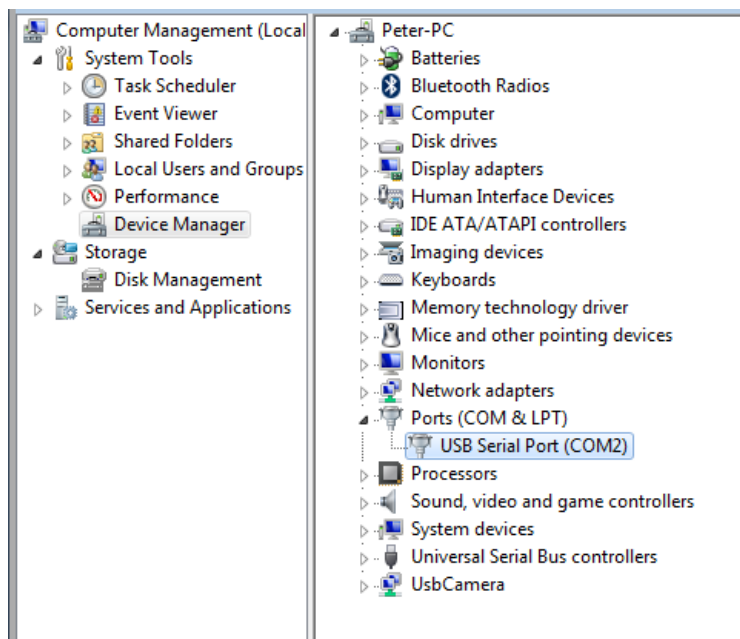 Computer Management (Local
System Tools
Task Scheduler
Event Viewer
Shared Folders
Local Users and Groups
Performance
Device Manager
Storage
Disk Management
Services and Applications
Peter-PC
Batteries
Bluetooth Radios
Computer
Disk drives
Display adapters
Human Interface Devices
IDE ATA/ATAPI controllers
Imaging devices
Keyboards
Memory technology driver
Mice and other pointing devices
Monitors
Network adapters
Ports (COM & LPT)
USB Serial Port (COM2)
Processors
Sound, video and game controllers
System devices
Universal Serial Bus controllers
UsbCamera